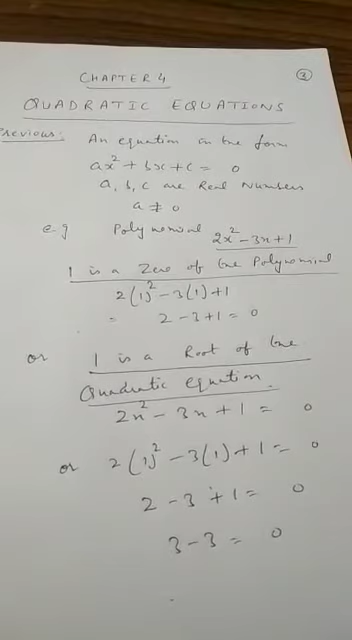 CHAPTER 4
3
QUADRATIC EQUATIONS
Previous: An equation in the form
ax² + bx + c = 0
a, b, c are Real Numbers
a ≠ 0
e.g Polynomial 2x² - 3x + 1
1 is a Zero of the Polynomial
2(1)² - 3(1) + 1
= 2 - 3 + 1 = 0
or 1 is a Root of the
Quadratic equation.
2x² - 3x + 1 = 0
or 2(1)² - 3(1) + 1 = 0
2 - 3 + 1 = 0
3 - 3 = 0